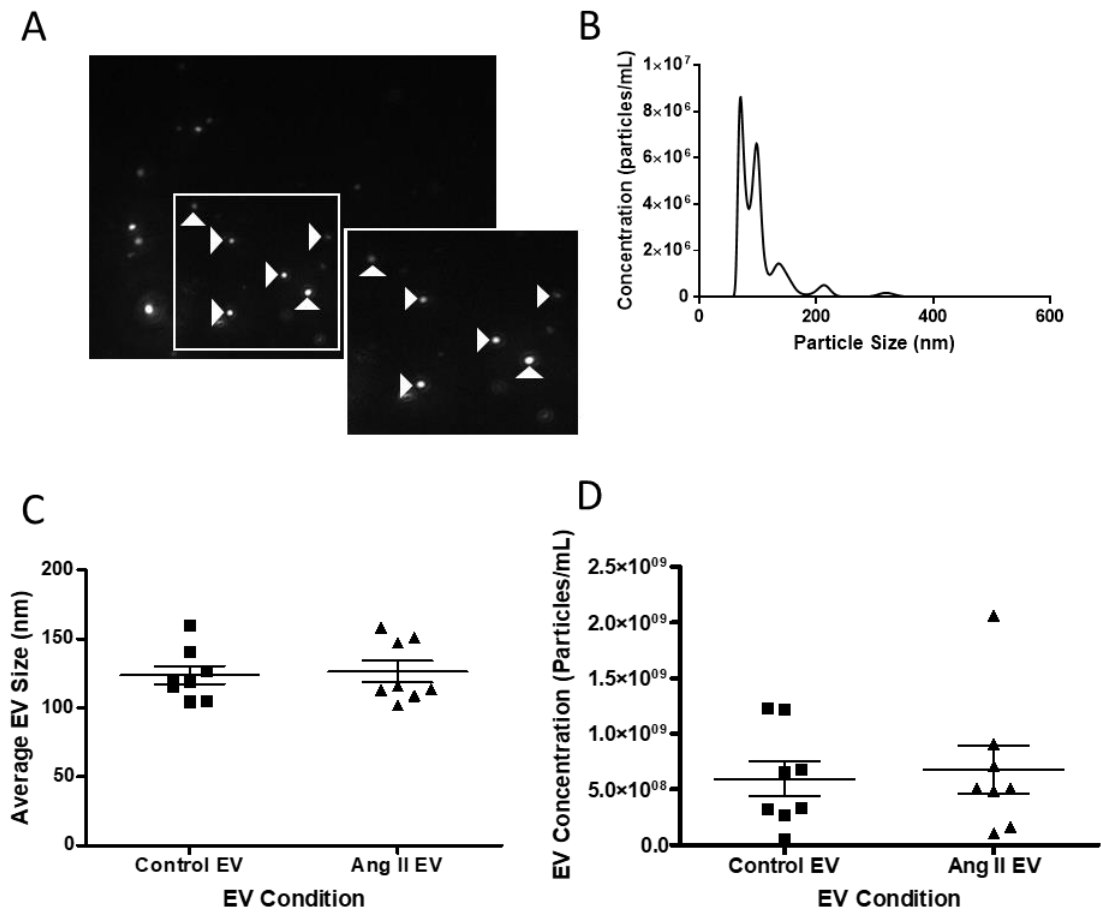 A
B
Concentration (particles/mL)
1×10⁷
8×10⁶
6×10⁶
4×10⁶
2×10⁶
0
0 200 400 600
Particle Size (nm)
C
Average EV Size (nm)
200
150
100
50
0
Control EV Ang II EV
EV Condition
D
EV Concentration (Particles/mL)
2.5×10⁰⁹
2.0×10⁰⁹
1.5×10⁰⁹
1.0×10⁰⁹
5.0×10⁰⁸
0.0
Control EV Ang II EV
EV Condition